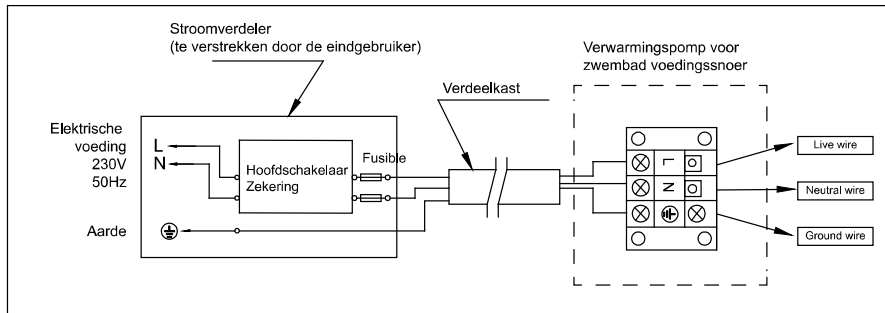 Stroomverdeler
(te verstrekken door de eindgebruiker)
Verwarmingspomp voor
zwembad voedingssnoer
Verdeelkast
Elektrische
voeding
230V
50Hz
L
N
Hoofdschakelaar
Zekering
Fusible
Aarde
L
N
Live wire
Neutral wire
Ground wire